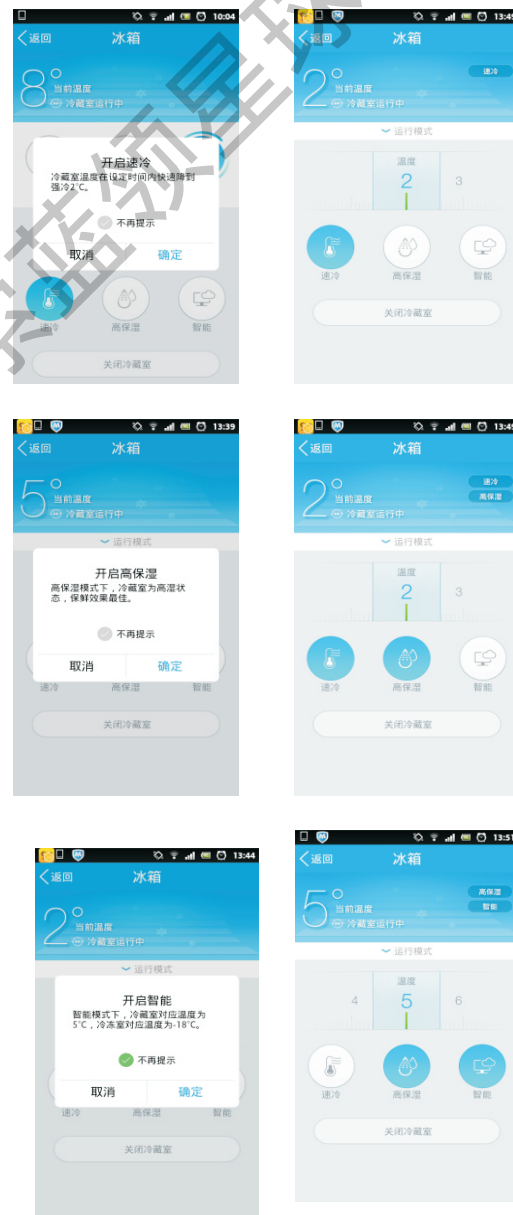 10:04
返回
冰箱
8°
当前温度
冷藏室运行中
开启速冷
冷藏室温度在设定时间内快速降到
强冷2℃。
不再提示
取消
确定
速冷
高保湿
智能
关闭冷藏室
13:49
返回
冰箱
2°
速冷
当前温度
冷藏室运行中
运行模式
温度
2
3
速冷
高保湿
智能
关闭冷藏室
13:39
返回
冰箱
5°
当前温度
冷藏室运行中
运行模式
开启高保湿
高保湿模式下，冷藏室为高湿状
态，保鲜效果最佳。
不再提示
取消
确定
速冷
高保湿
智能
关闭冷藏室
13:49
返回
冰箱
2°
速冷
高保湿
当前温度
冷藏室运行中
运行模式
温度
2
3
速冷
高保湿
智能
关闭冷藏室
13:44
返回
冰箱
2°
当前温度
冷藏室运行中
运行模式
开启智能
智能模式下，冷藏室对应温度为
5℃，冷冻室对应温度为-18℃。
不再提示
取消
确定
速冷
高保湿
智能
关闭冷藏室
13:51
返回
冰箱
5°
高保湿
智能
当前温度
冷藏室运行中
运行模式
温度
4
5
6
速冷
高保湿
智能
关闭冷藏室
蓝领星球